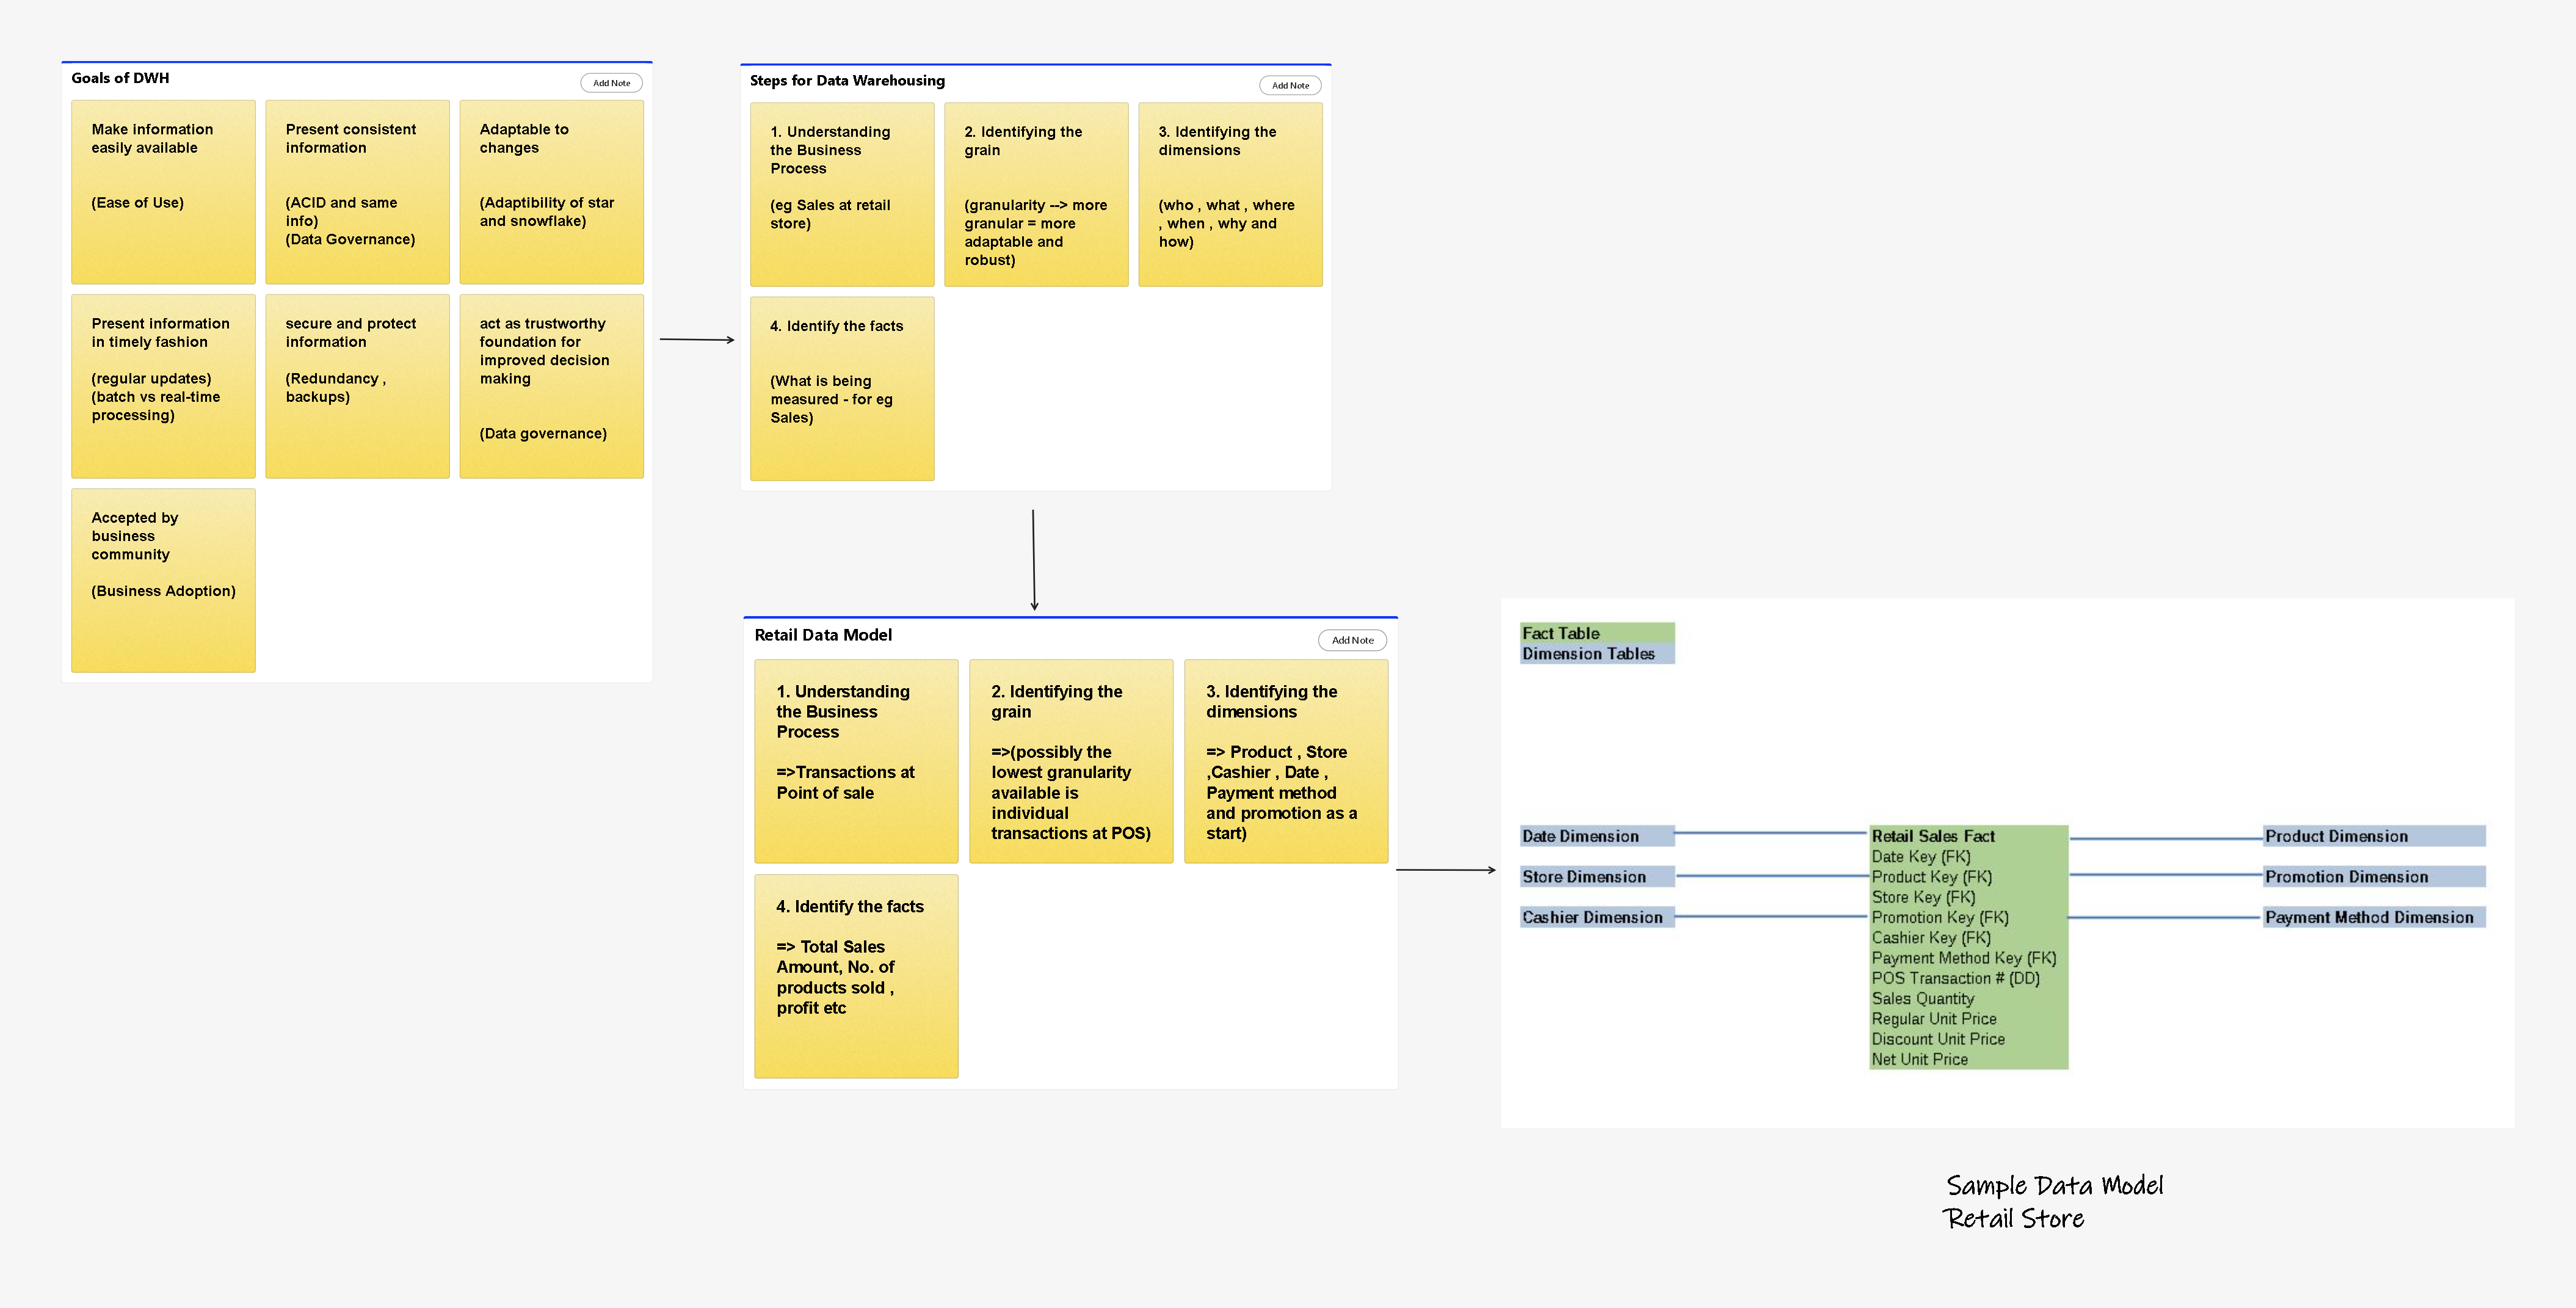 Goals of DWH
Add Note
Make information
easily available
(Ease of Use)
Present consistent
information
(ACID and same
info)
(Data Governance)
Adaptable to
changes
(Adaptibility of star
and snowflake)
Present information
in timely fashion
(regular updates)
(batch vs real-time
processing)
secure and protect
information
(Redundancy ,
backups)
act as trustworthy
foundation for
improved decision
making
(Data governance)
Accepted by
business
community
(Business Adoption)
Steps for Data Warehousing
Add Note
1. Understanding
the Business
Process
(eg Sales at retail
store)
2. Identifying the
grain
(granularity --> more
granular = more
adaptable and
robust)
3. Identifying the
dimensions
(who , what , where
, when , why and
how)
4. Identify the facts
(What is being
measured - for eg
Sales)
Retail Data Model
Add Note
1. Understanding
the Business
Process
=>Transactions at
Point of sale
2. Identifying the
grain
=>(possibly the
lowest granularity
available is
individual
transactions at POS)
3. Identifying the
dimensions
=> Product , Store
,Cashier , Date ,
Payment method
and promotion as a
start)
4. Identify the facts
=> Total Sales
Amount, No. of
products sold ,
profit etc
Fact Table
Dimension Tables
Date Dimension
Store Dimension
Cashier Dimension
Retail Sales Fact
Date Key (FK)
Product Key (FK)
Store Key (FK)
Promotion Key (FK)
Cashier Key (FK)
Payment Method Key (FK)
POS Transaction # (DD)
Sales Quantity
Regular Unit Price
Discount Unit Price
Net Unit Price
Product Dimension
Promotion Dimension
Payment Method Dimension
Sample Data Model
Retail Store